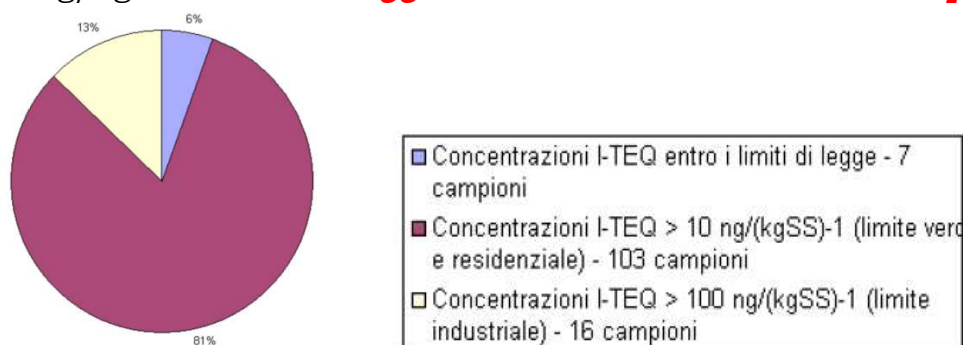 13%
6%
81%
Concentrazioni I-TEQ entro i limiti di legge - 7
campioni
Concentrazioni I-TEQ > 10 ng/(kgSS)-1 (limite
e residenziale) - 103 campioni
Concentrazioni I-TEQ > 100 ng/(kgSS)-1 (limite
industriale) - 16 campioni